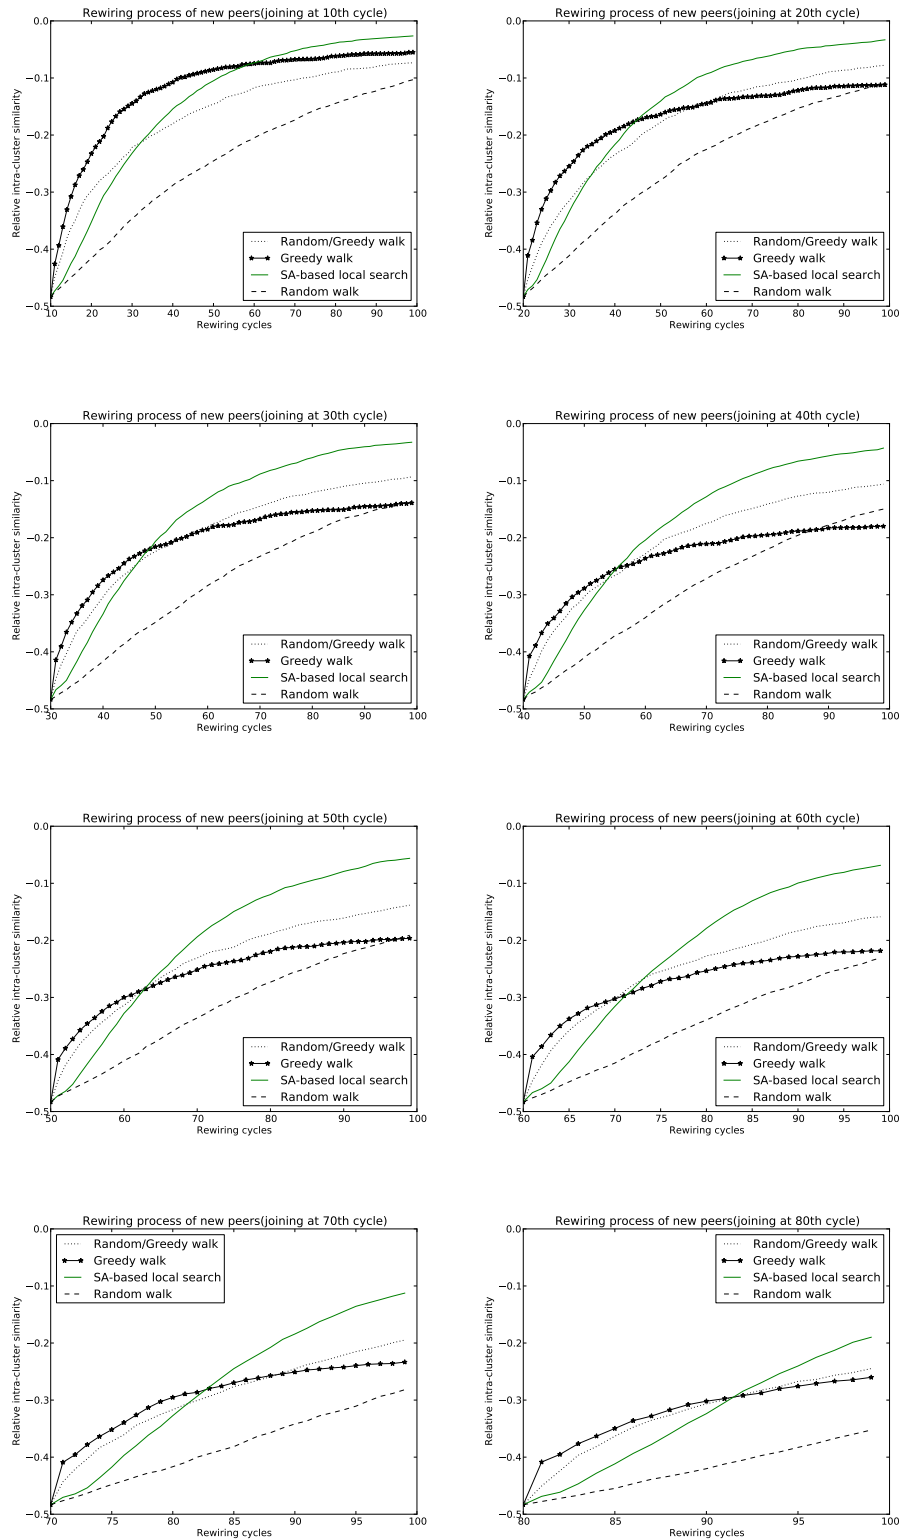 Rewiring process of new peers(joining at 10th cycle)
0.0
−0.1
−0.2
−0.3
−0.4
−0.5
Relative intra-cluster similarity
Random/Greedy walk
Greedy walk
SA-based local search
Random walk
10 20 30 40 50 60 70 80 90 100
Rewiring cycles
Rewiring process of new peers(joining at 20th cycle)
0.0
−0.1
−0.2
−0.3
−0.4
−0.5
Relative intra-cluster similarity
Random/Greedy walk
Greedy walk
SA-based local search
Random walk
20 30 40 50 60 70 80 90 100
Rewiring cycles
Rewiring process of new peers(joining at 30th cycle)
0.0
−0.1
−0.2
−0.3
−0.4
−0.5
Relative intra-cluster similarity
Random/Greedy walk
Greedy walk
SA-based local search
Random walk
30 40 50 60 70 80 90 100
Rewiring cycles
Rewiring process of new peers(joining at 40th cycle)
0.0
−0.1
−0.2
−0.3
−0.4
−0.5
Relative intra-cluster similarity
Random/Greedy walk
Greedy walk
SA-based local search
Random walk
40 50 60 70 80 90 100
Rewiring cycles
Rewiring process of new peers(joining at 50th cycle)
0.0
−0.1
−0.2
−0.3
−0.4
−0.5
Relative intra-cluster similarity
Random/Greedy walk
Greedy walk
SA-based local search
Random walk
50 60 70 80 90 100
Rewiring cycles
Rewiring process of new peers(joining at 60th cycle)
0.0
−0.1
−0.2
−0.3
−0.4
−0.5
Relative intra-cluster similarity
Random/Greedy walk
Greedy walk
SA-based local search
Random walk
60 65 70 75 80 85 90 95 100
Rewiring cycles
Rewiring process of new peers(joining at 70th cycle)
0.0
−0.1
−0.2
−0.3
−0.4
−0.5
Relative intra-cluster similarity
Random/Greedy walk
Greedy walk
SA-based local search
Random walk
70 75 80 85 90 95 100
Rewiring cycles
Rewiring process of new peers(joining at 80th cycle)
0.0
−0.1
−0.2
−0.3
−0.4
−0.5
Relative intra-cluster similarity
Random/Greedy walk
Greedy walk
SA-based local search
Random walk
80 85 90 95 100
Rewiring cycles